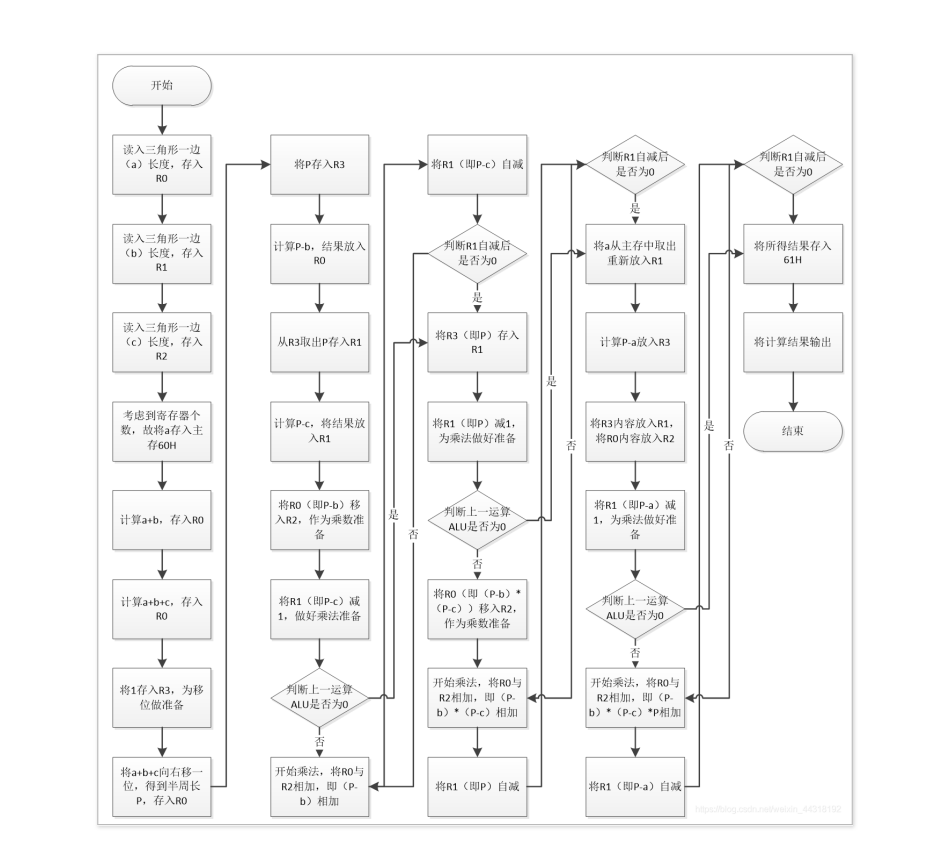 开始
读入三角形一边
（a）长度，存入
R0
读入三角形一边
（b）长度，存入
R1
读入三角形一边
（c）长度，存入
R2
考虑到寄存器个
数，故将a存入主
存60H
计算a+b，存入R0
计算a+b+c，存入
R0
将1存入R3，为移
位做准备
将a+b+c向右移一
位，得到半周长
P，存入R0
将P存入R3
计算P-b，结果放入
R0
从R3取出P存入R1
计算P-c，将结果放
入R1
将R0（即P-b）移
入R2，作为乘数准
备
将R1（即P-c）减
1，做好乘法准备
判断上一运算
ALU是否为0
是
否
开始乘法，将R0与
R2相加，即（P-
b）相加
将R1（即P-c）自减
判断R1自减后
是否为0
否
是
将R3（即P）存入
R1
将R1（即P）减1，
为乘法做好准备
判断上一运算
ALU是否为0
是
否
将R0（即（P-b）*
（P-c））移入R2，
作为乘数准备
开始乘法，将R0与
R2相加，即（P-
b）*（P-c）相加
将R1（即P）自减
判断R1自减后
是否为0
否
是
将a从主存中取出
重新放入R1
计算P-a放入R3
将R3内容放入R1，
将R0内容放入R2
将R1（即P-a）减
1，为乘法做好准
备
判断上一运算
ALU是否为0
是
否
开始乘法，将R0与
R2相加，即（P-
b）*（P-c）*P相加
将R1（即P-a）自减
判断R1自减后
是否为0
否
将所得结果存入
61H
将计算结果输出
结束